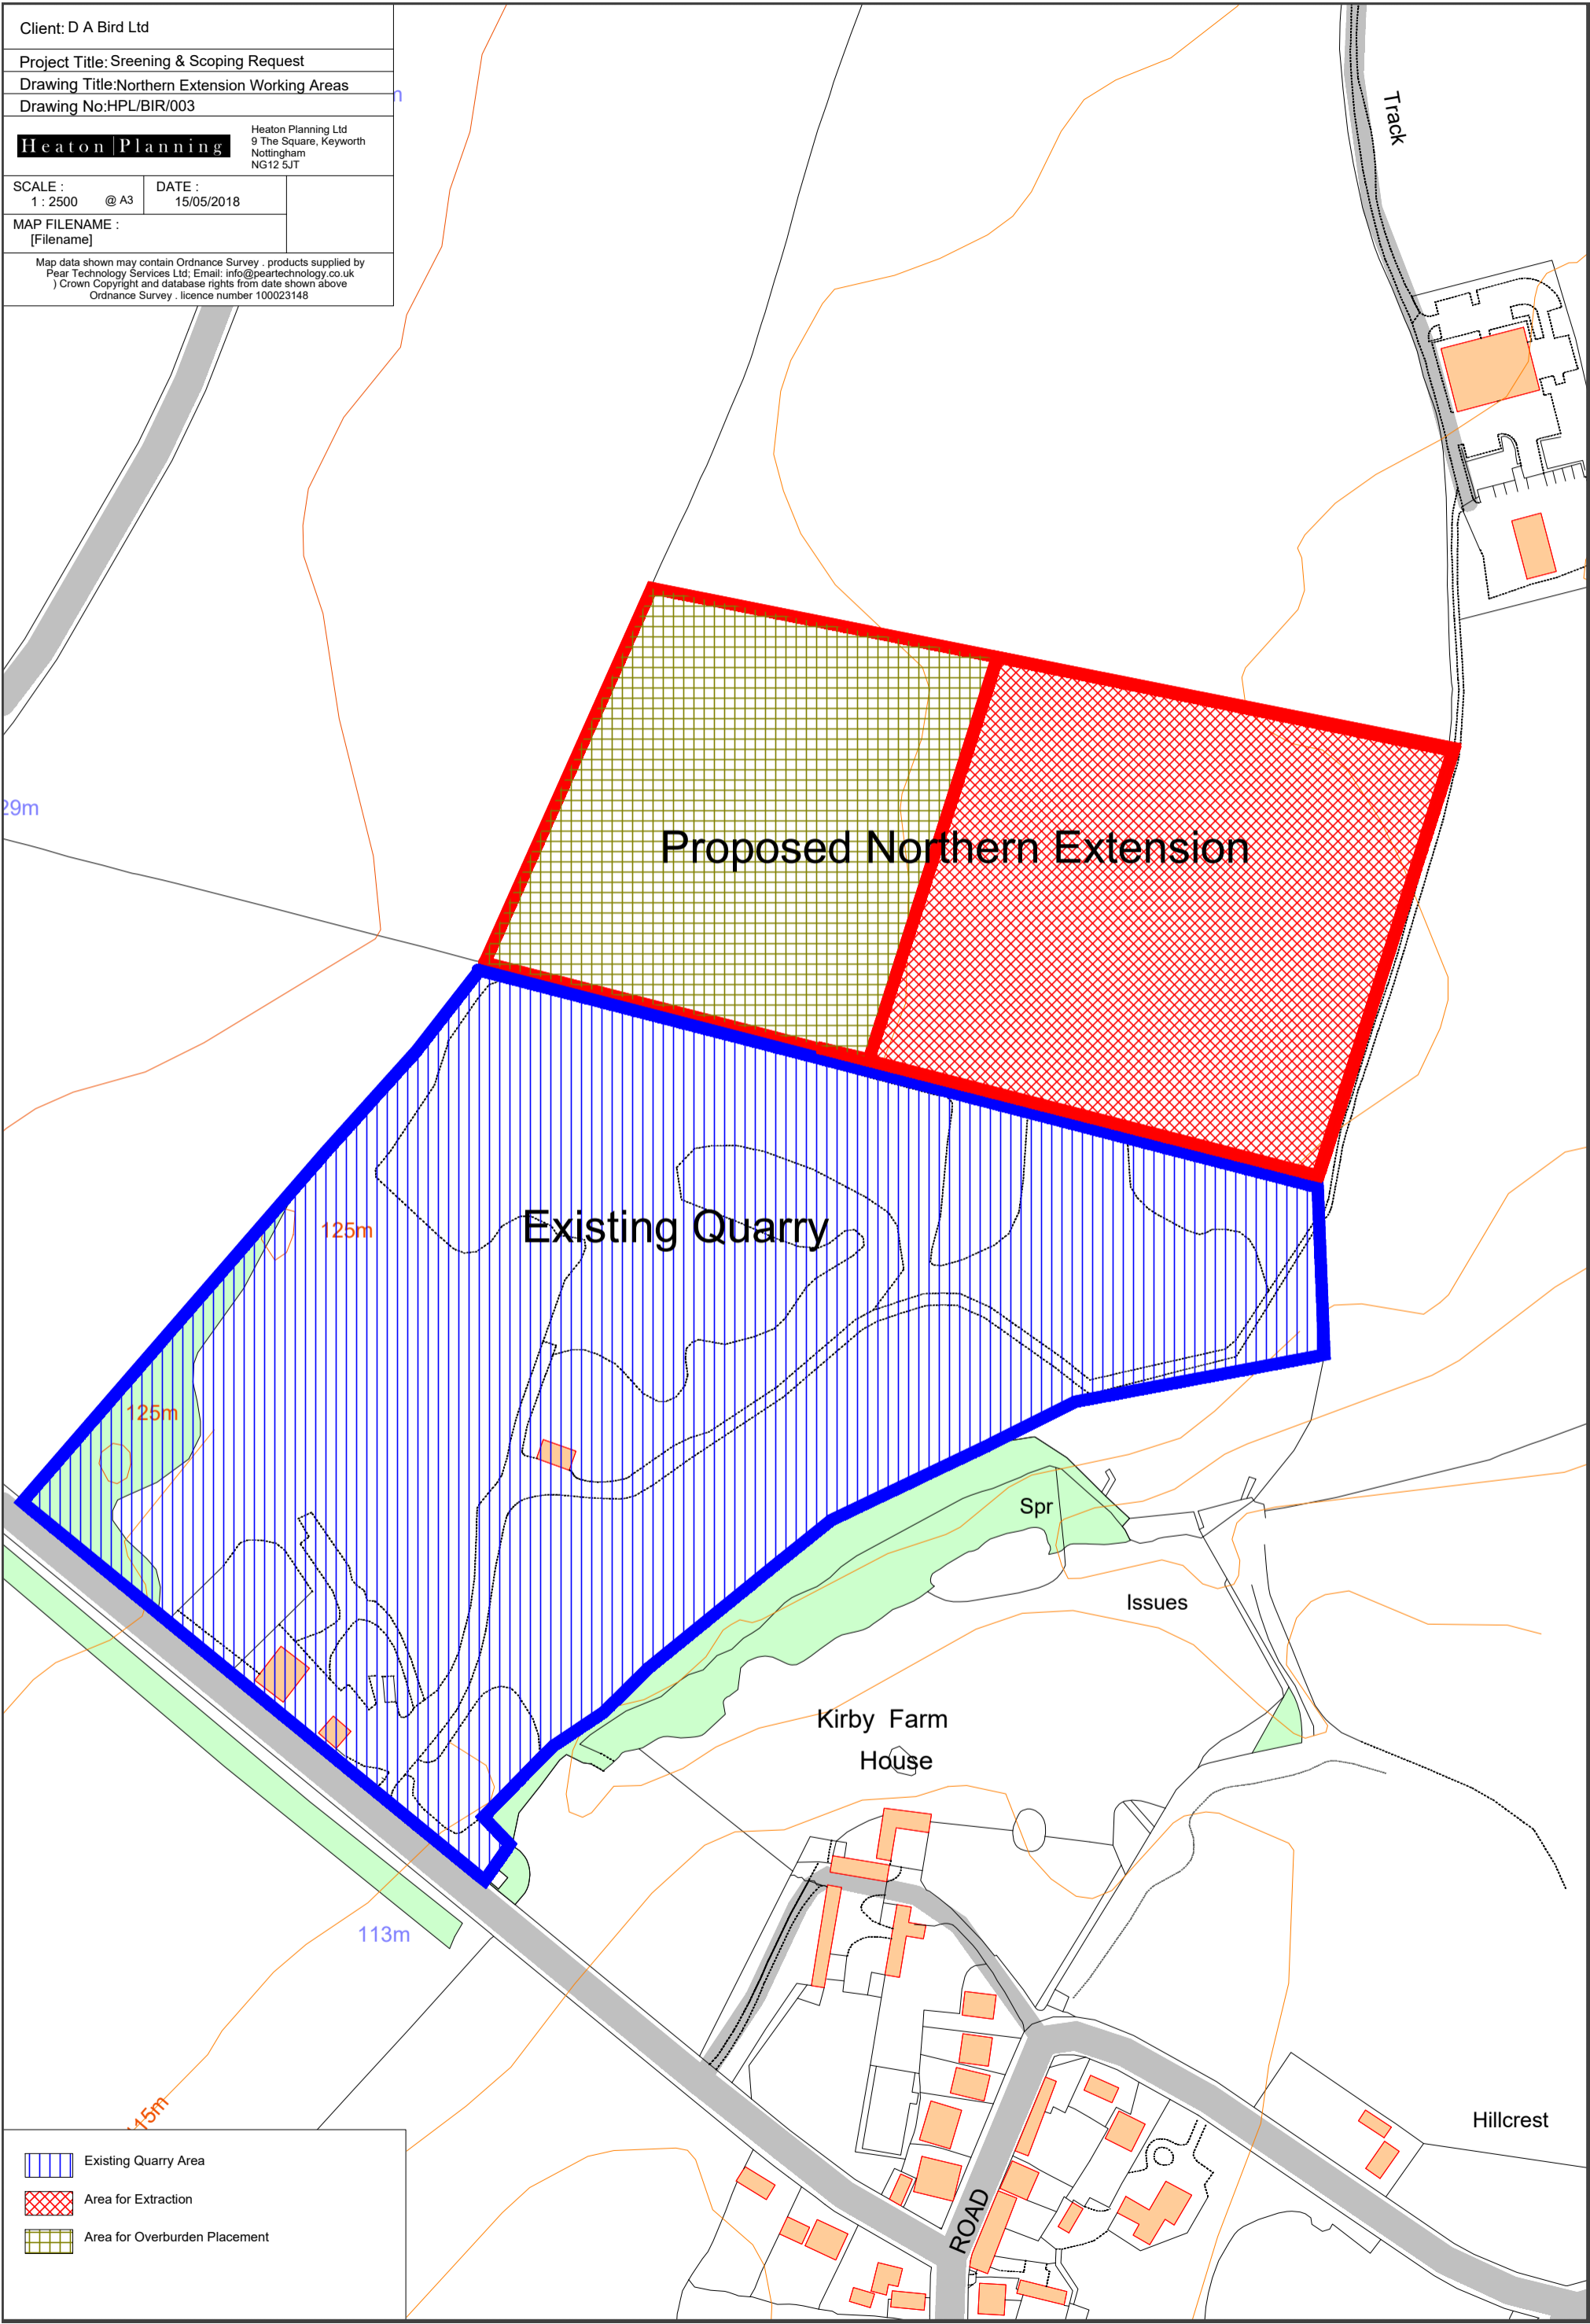 Client: D A Bird Ltd
Project Title: Sreening & Scoping Request
Drawing Title:Northern Extension Working Areas
Drawing No:HPL/BIR/003
Heaton Planning
Heaton Planning Ltd
9 The Square, Keyworth
Nottingham
NG12 5JT
SCALE :
1 : 2500 @ A3
DATE :
15/05/2018
MAP FILENAME :
[Filename]
Map data shown may contain Ordnance Survey . products supplied by
Pear Technology Services Ltd; Email: info@peartechnology.co.uk
) Crown Copyright and database rights from date shown above
Ordnance Survey . licence number 100023148
Track
29m
Proposed Northern Extension
Existing Quarry
125m
125m
Spr
Issues
Kirby Farm
House
113m
15m
Hillcrest
ROAD
Existing Quarry Area
Area for Extraction
Area for Overburden Placement